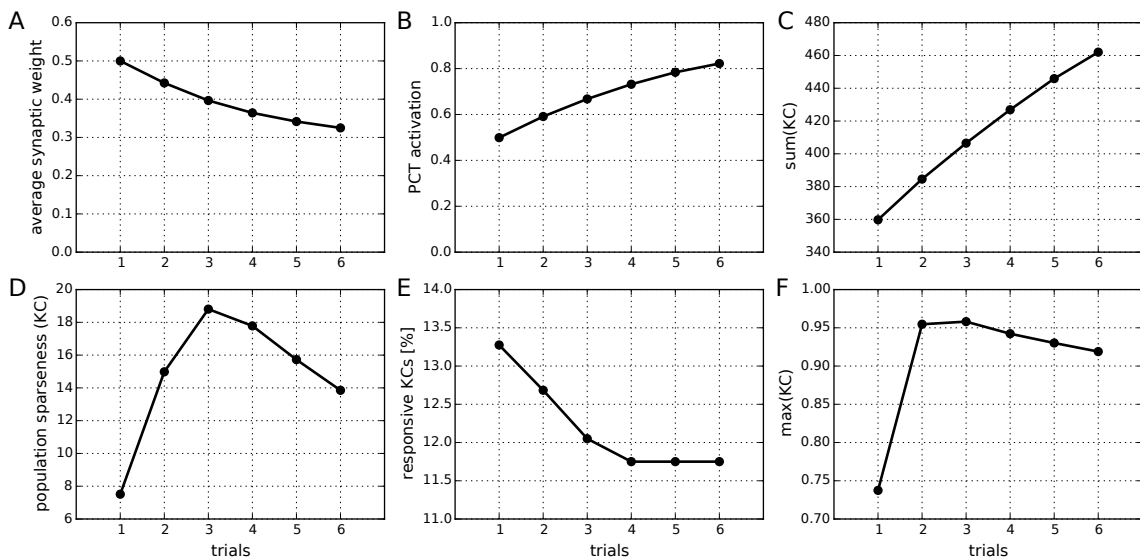 A
average synaptic weight
0.6
0.5
0.4
0.3
0.2
0.1
0.0
1 2 3 4 5 6
B
PCT activation
1.0
0.8
0.6
0.4
0.2
0.0
1 2 3 4 5 6
C
sum(KC)
480
460
440
420
400
380
360
340
1 2 3 4 5 6
D
population sparseness (KC)
20
18
16
14
12
10
8
6
1 2 3 4 5 6
trials
E
responsive KCs [%]
14.0
13.5
13.0
12.5
12.0
11.5
11.0
1 2 3 4 5 6
trials
F
max(KC)
1.00
0.95
0.90
0.85
0.80
0.75
0.70
1 2 3 4 5 6
trials